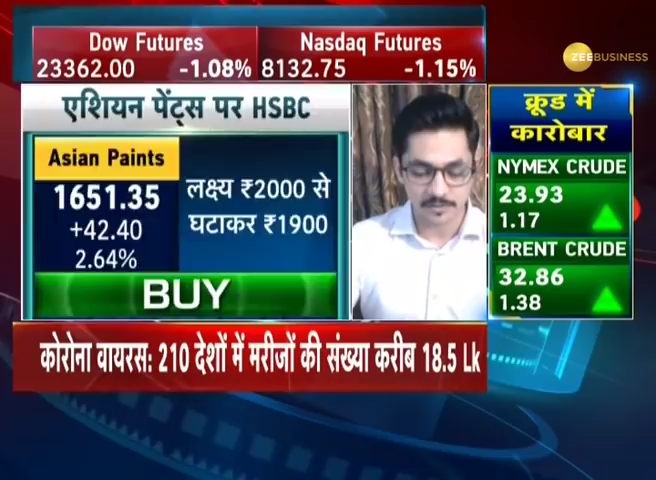 Dow Futures
23362.00 -1.08%
Nasdaq Futures
8132.75 -1.15%
ZEE BUSINESS
एशियन पेंट्स पर HSBC
Asian Paints
1651.35
+42.40
2.64%
लक्ष्य ₹2000 से
घटाकर ₹1900
BUY
क्रूड में
कारोबार
NYMEX CRUDE
23.93
1.17
BRENT CRUDE
32.86
1.38
कोरोना वायरस: 210 देशों में मरीजों की संख्या करीब 18.5 Lk